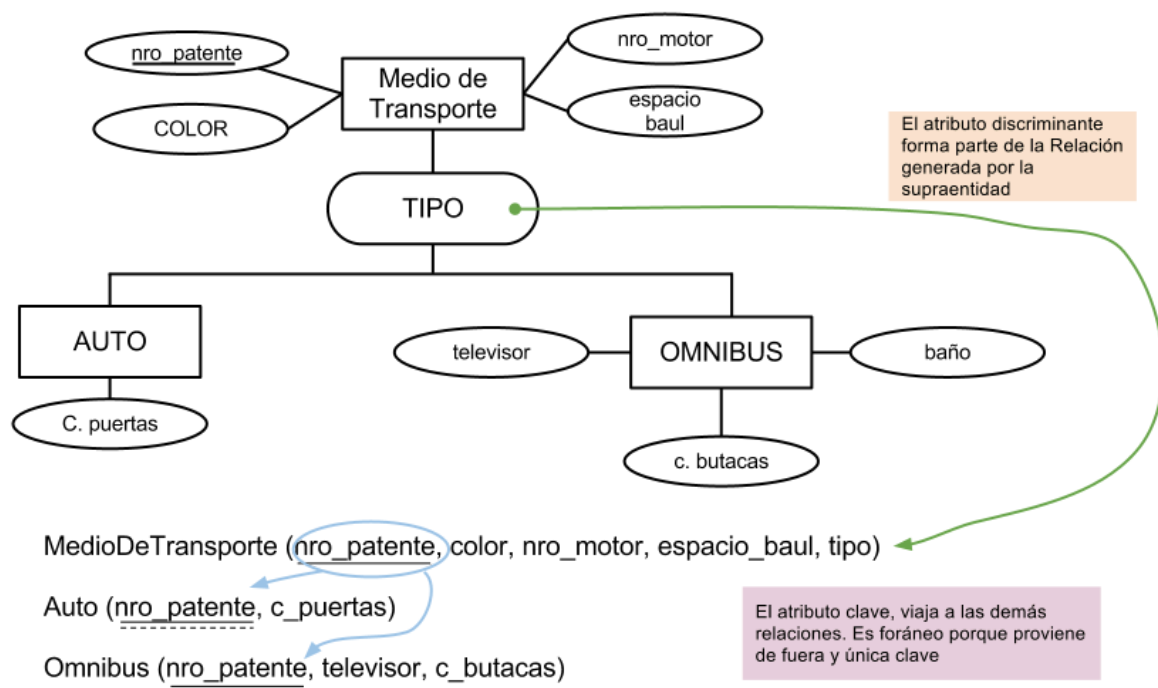 nro_patente
nro_motor
Medio de
Transporte
COLOR
espacio
baul
El atributo discriminante
forma parte de la Relación
generada por la
supraentidad
TIPO
AUTO
televisor
OMNIBUS
baño
C. puertas
c. butacas
MedioDeTransporte (nro_patente, color, nro_motor, espacio_baul, tipo)
Auto (nro_patente, c_puertas)
Omnibus (nro_patente, televisor, c_butacas)
El atributo clave, viaja a las demás
relaciones. Es foráneo porque proviene
de fuera y única clave